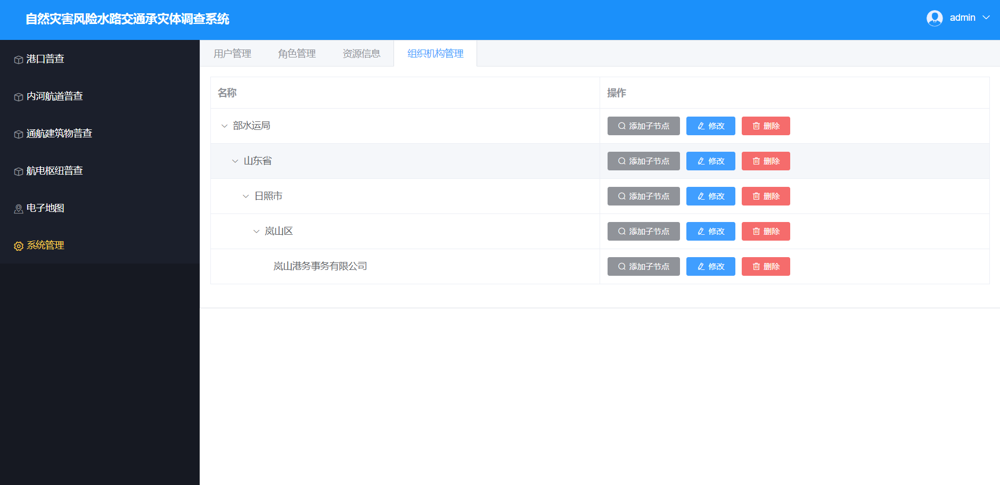 自然灾害风险水路交通承灾体调查系统
admin
港口普查
内河航道普查
通航建筑物普查
航电枢纽普查
电子地图
系统管理
用户管理 角色管理 资源信息 组织机构管理
名称 操作
部水运局 添加子节点 修改 删除
山东省 添加子节点 修改 删除
日照市 添加子节点 修改 删除
岚山区 添加子节点 修改 删除
岚山港务事务有限公司 添加子节点 修改 删除